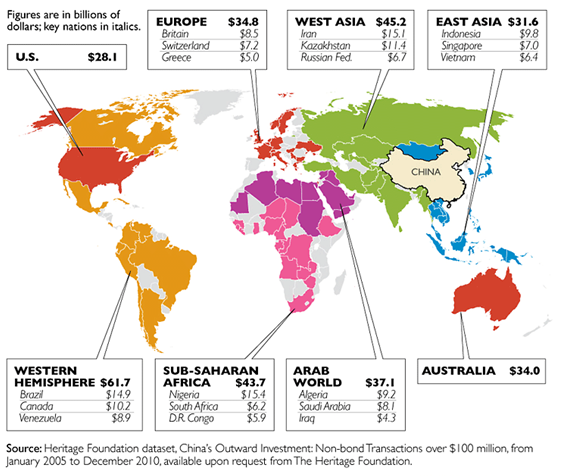 Figures are in billions of
dollars; key nations in italics.
U.S. $28.1
EUROPE $34.8
Britain $8.5
Switzerland $7.2
Greece $5.0
WEST ASIA $45.2
Iran $15.1
Kazakhstan $11.4
Russian Fed. $6.7
EAST ASIA $31.6
Indonesia $9.8
Singapore $7.0
Vietnam $6.4
CHINA
WESTERN
HEMISPHERE $61.7
Brazil $14.9
Canada $10.2
Venezuela $8.9
SUB-SAHARAN
AFRICA $43.7
Nigeria $15.4
South Africa $6.2
D.R. Congo $5.9
ARAB
WORLD $37.1
Algeria $9.2
Saudi Arabia $8.1
Iraq $4.3
AUSTRALIA $34.0
Source: Heritage Foundation dataset, China's Outward Investment: Non-bond Transactions over $100 million, from
January 2005 to December 2010, available upon request from The Heritage Foundation.